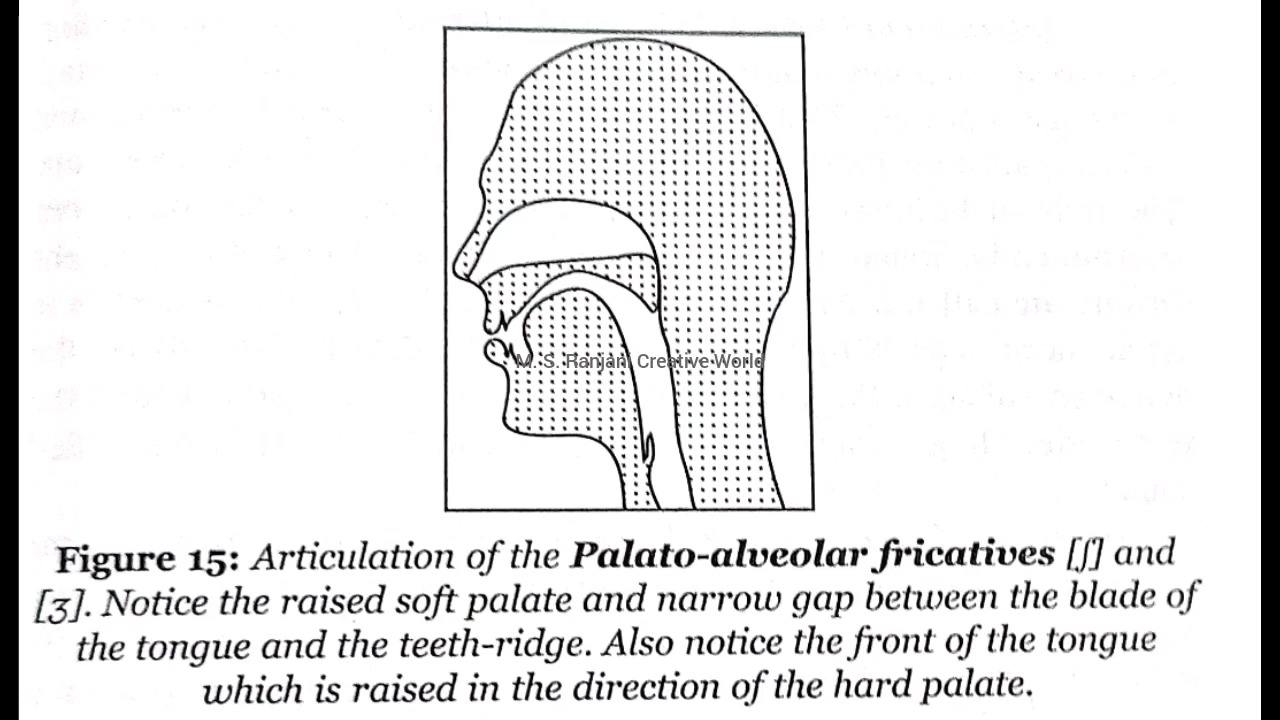 M. S. Ranjani Creative World
Figure 15: Articulation of the Palato-alveolar fricatives [ʃ] and
[ʒ]. Notice the raised soft palate and narrow gap between the blade of
the tongue and the teeth-ridge. Also notice the front of the tongue
which is raised in the direction of the hard palate.